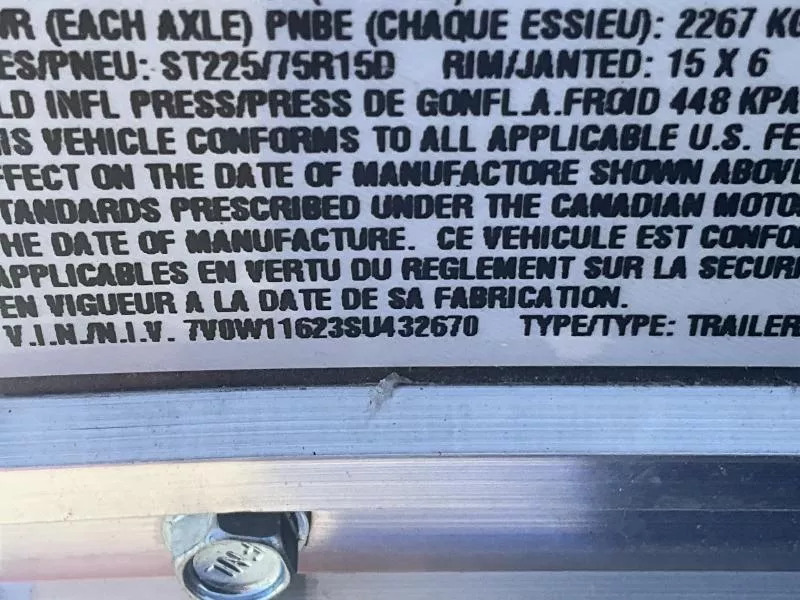 WR (EACH AXLE) PNBE (CHAQUE ESSIEU): 2267 KG
ES/PNEU: ST225/75R15D RIM/JANTED: 15 X 6
LD INFL PRESS/PRESS DE GONFL.A.FROID 448 KPA
IS VEHICLE CONFORMS TO ALL APPLICABLE U.S. FE
FFECT ON THE DATE OF MANUFACTORE SHOWN ABOVE
TANDARDS PRESCRIBED UNDER THE CANADIAN MOTO
HE DATE OF MANUFACTURE. CE VEHICULE EST CONFO
APPLICABLES EN VERTU DU REGLEMENT SUR LA SECURI
EN VIGUEUR A LA DATE DE SA FABRICATION.
V.I.N./N.I.V. 7V0W11623SU432670 TYPE/TYPE: TRAILER